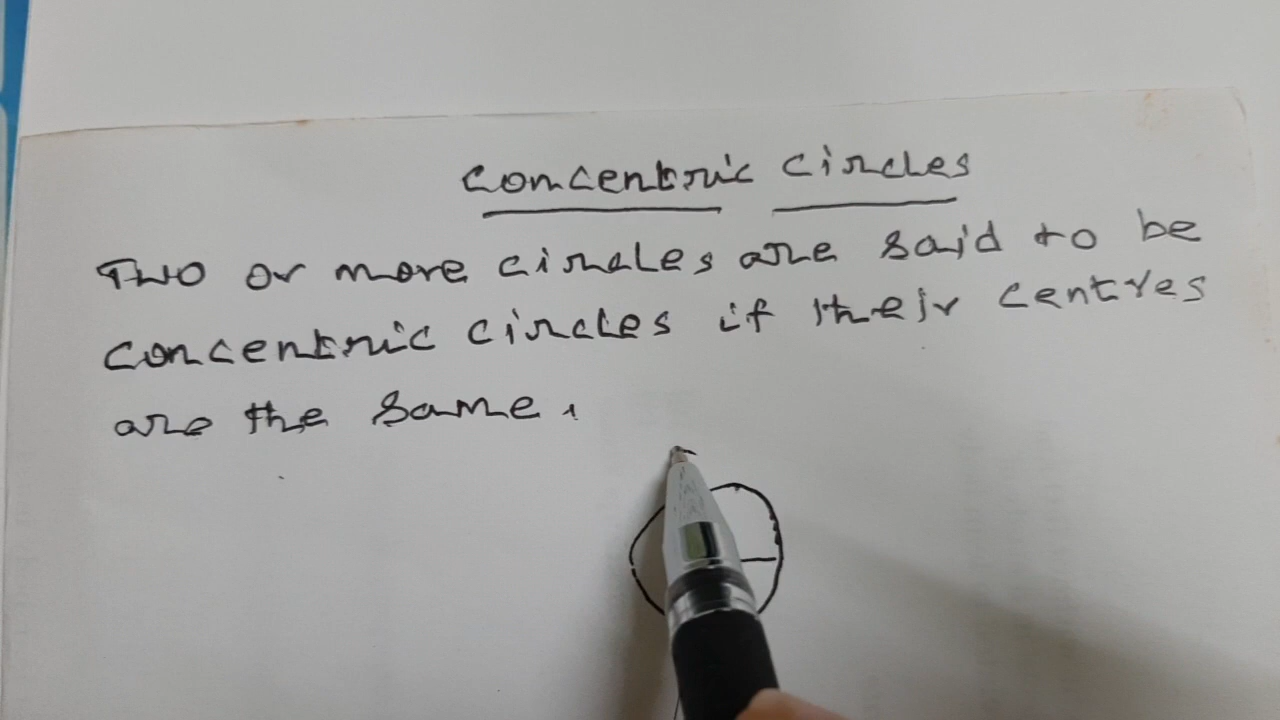 Concentric circles
Two or more circles are said to be
concentric circles if their centres
are the same.